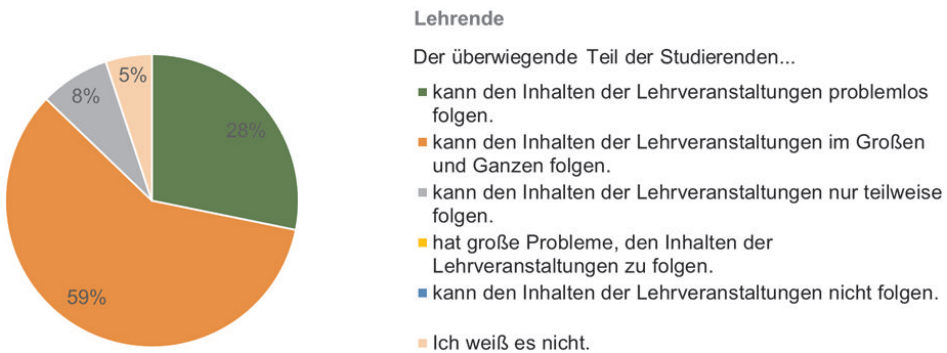 Lehrende
Der überwiegende Teil der Studierenden...
kann den Inhalten der Lehrveranstaltungen problemlos
folgen.
kann den Inhalten der Lehrveranstaltungen im Großen
und Ganzen folgen.
kann den Inhalten der Lehrveranstaltungen nur teilweise
folgen.
hat große Probleme, den Inhalten der
Lehrveranstaltungen zu folgen.
kann den Inhalten der Lehrveranstaltungen nicht folgen.
Ich weiß es nicht.
5%
8%
28%
59%